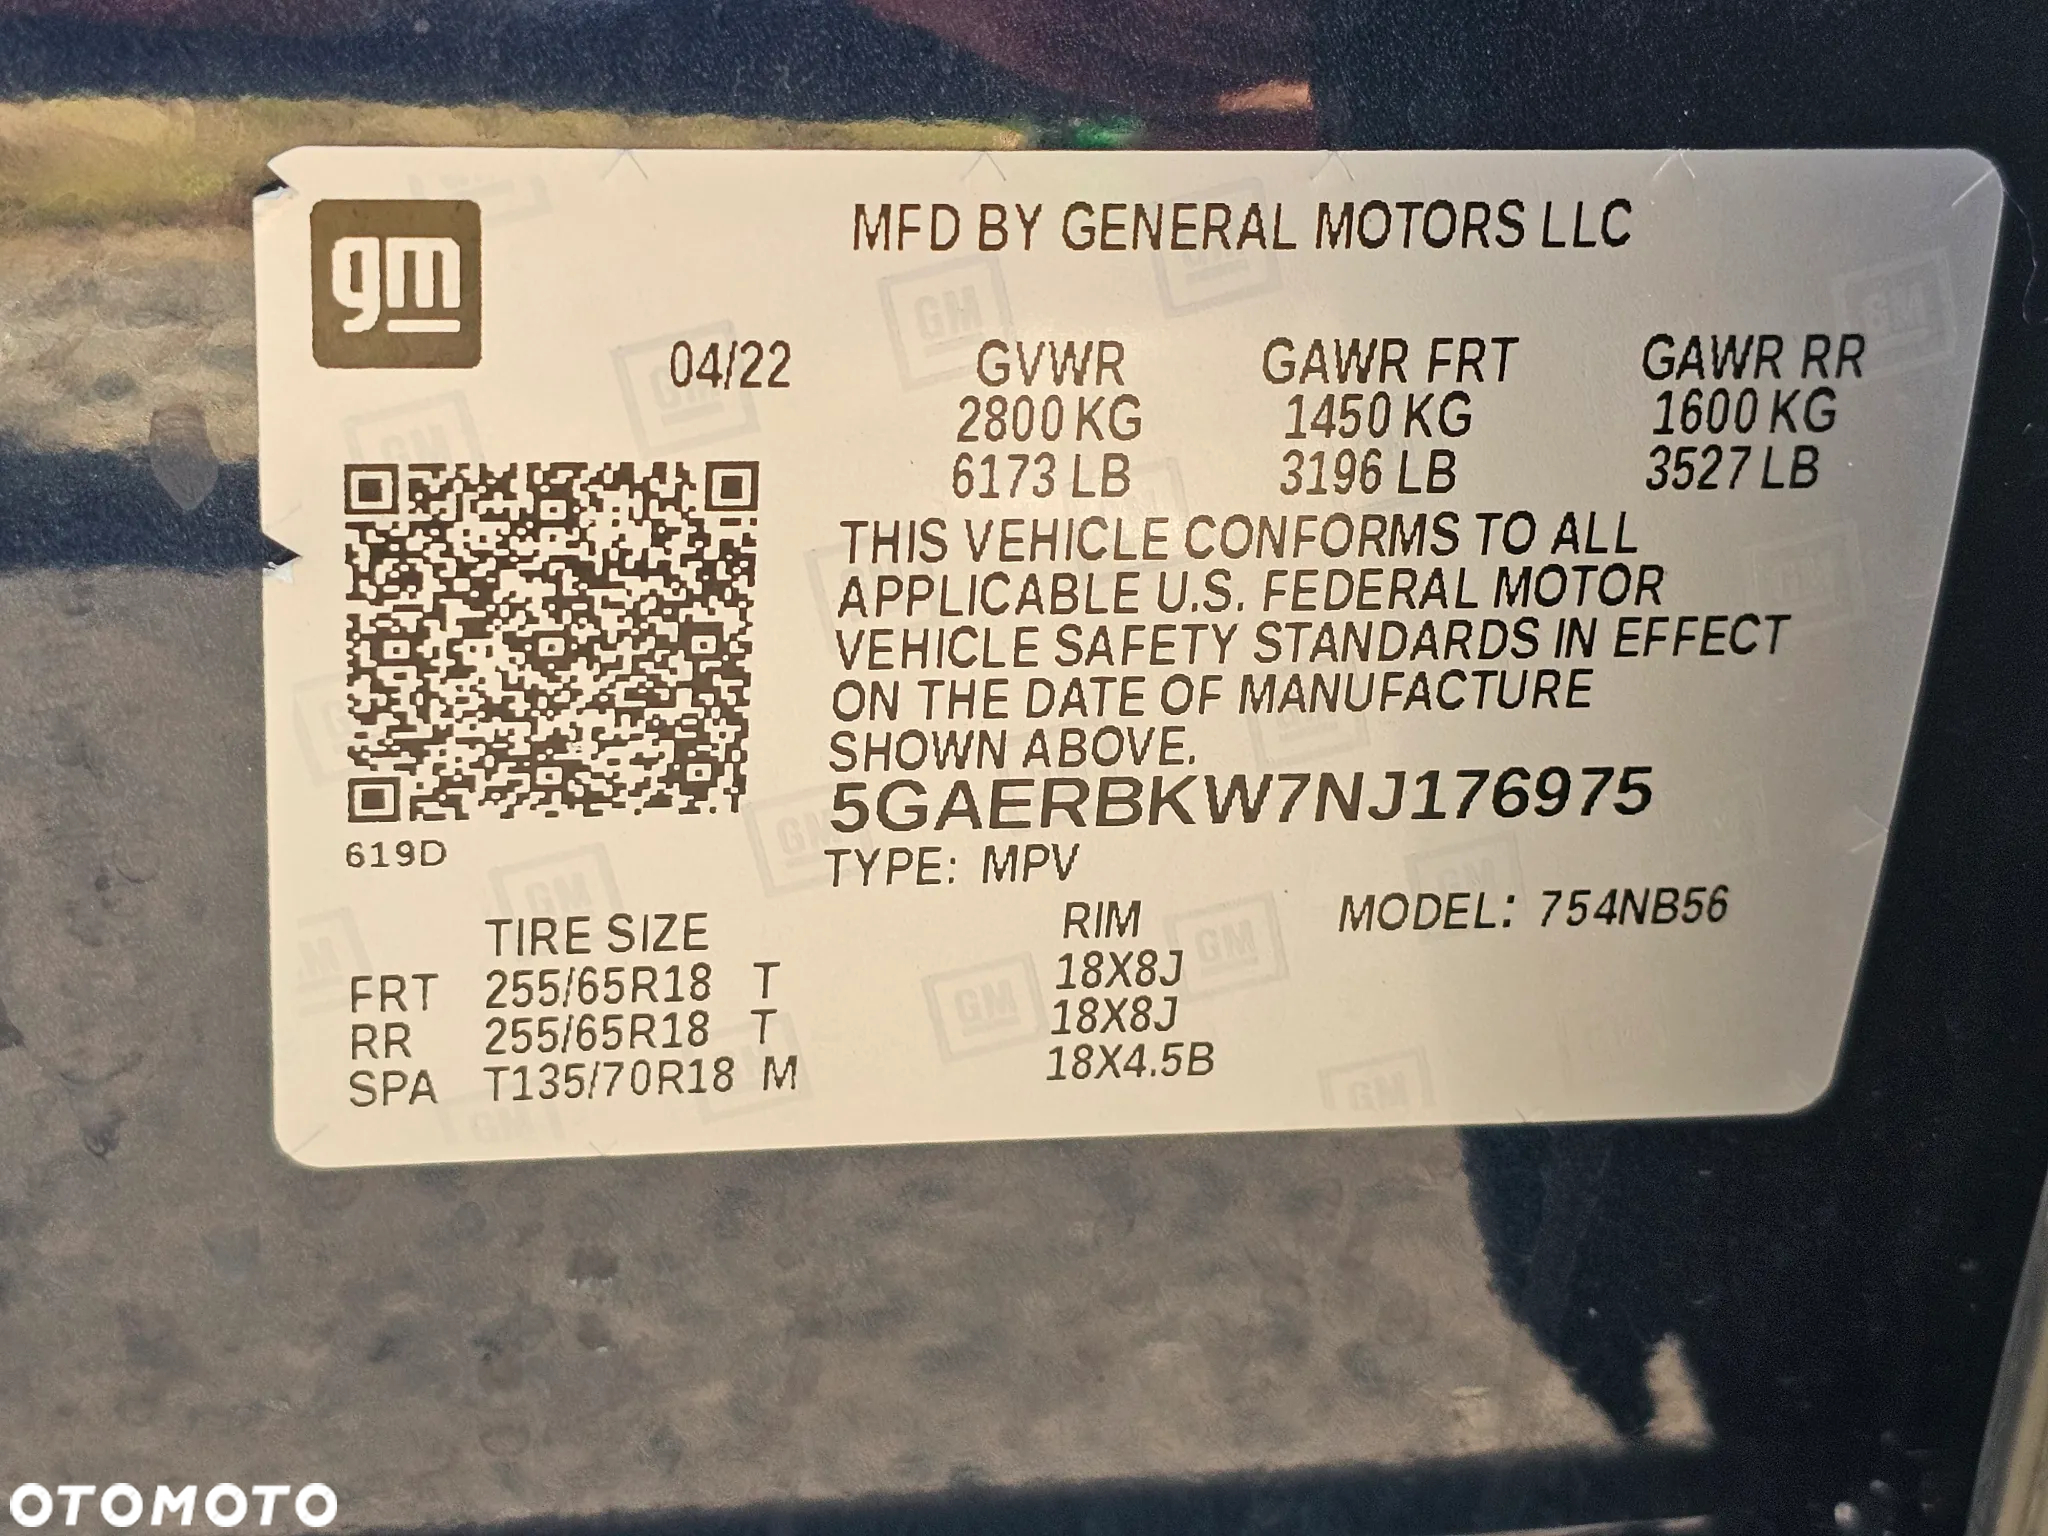 gm
MFD BY GENERAL MOTORS LLC
04/22
GVWR GAWR FRT GAWR RR
2800 KG 1450 KG 1600 KG
6173 LB 3196 LB 3527 LB
THIS VEHICLE CONFORMS TO ALL
APPLICABLE U.S. FEDERAL MOTOR
VEHICLE SAFETY STANDARDS IN EFFECT
ON THE DATE OF MANUFACTURE
SHOWN ABOVE.
5GAERBKW7NJ176975
619D
TYPE: MPV
MODEL: 754NB56
TIRE SIZE RIM
FRT 255/65R18 T 18X8J
RR 255/65R18 T 18X8J
SPA T135/70R18 M 18X4.5B
OTOMOTO